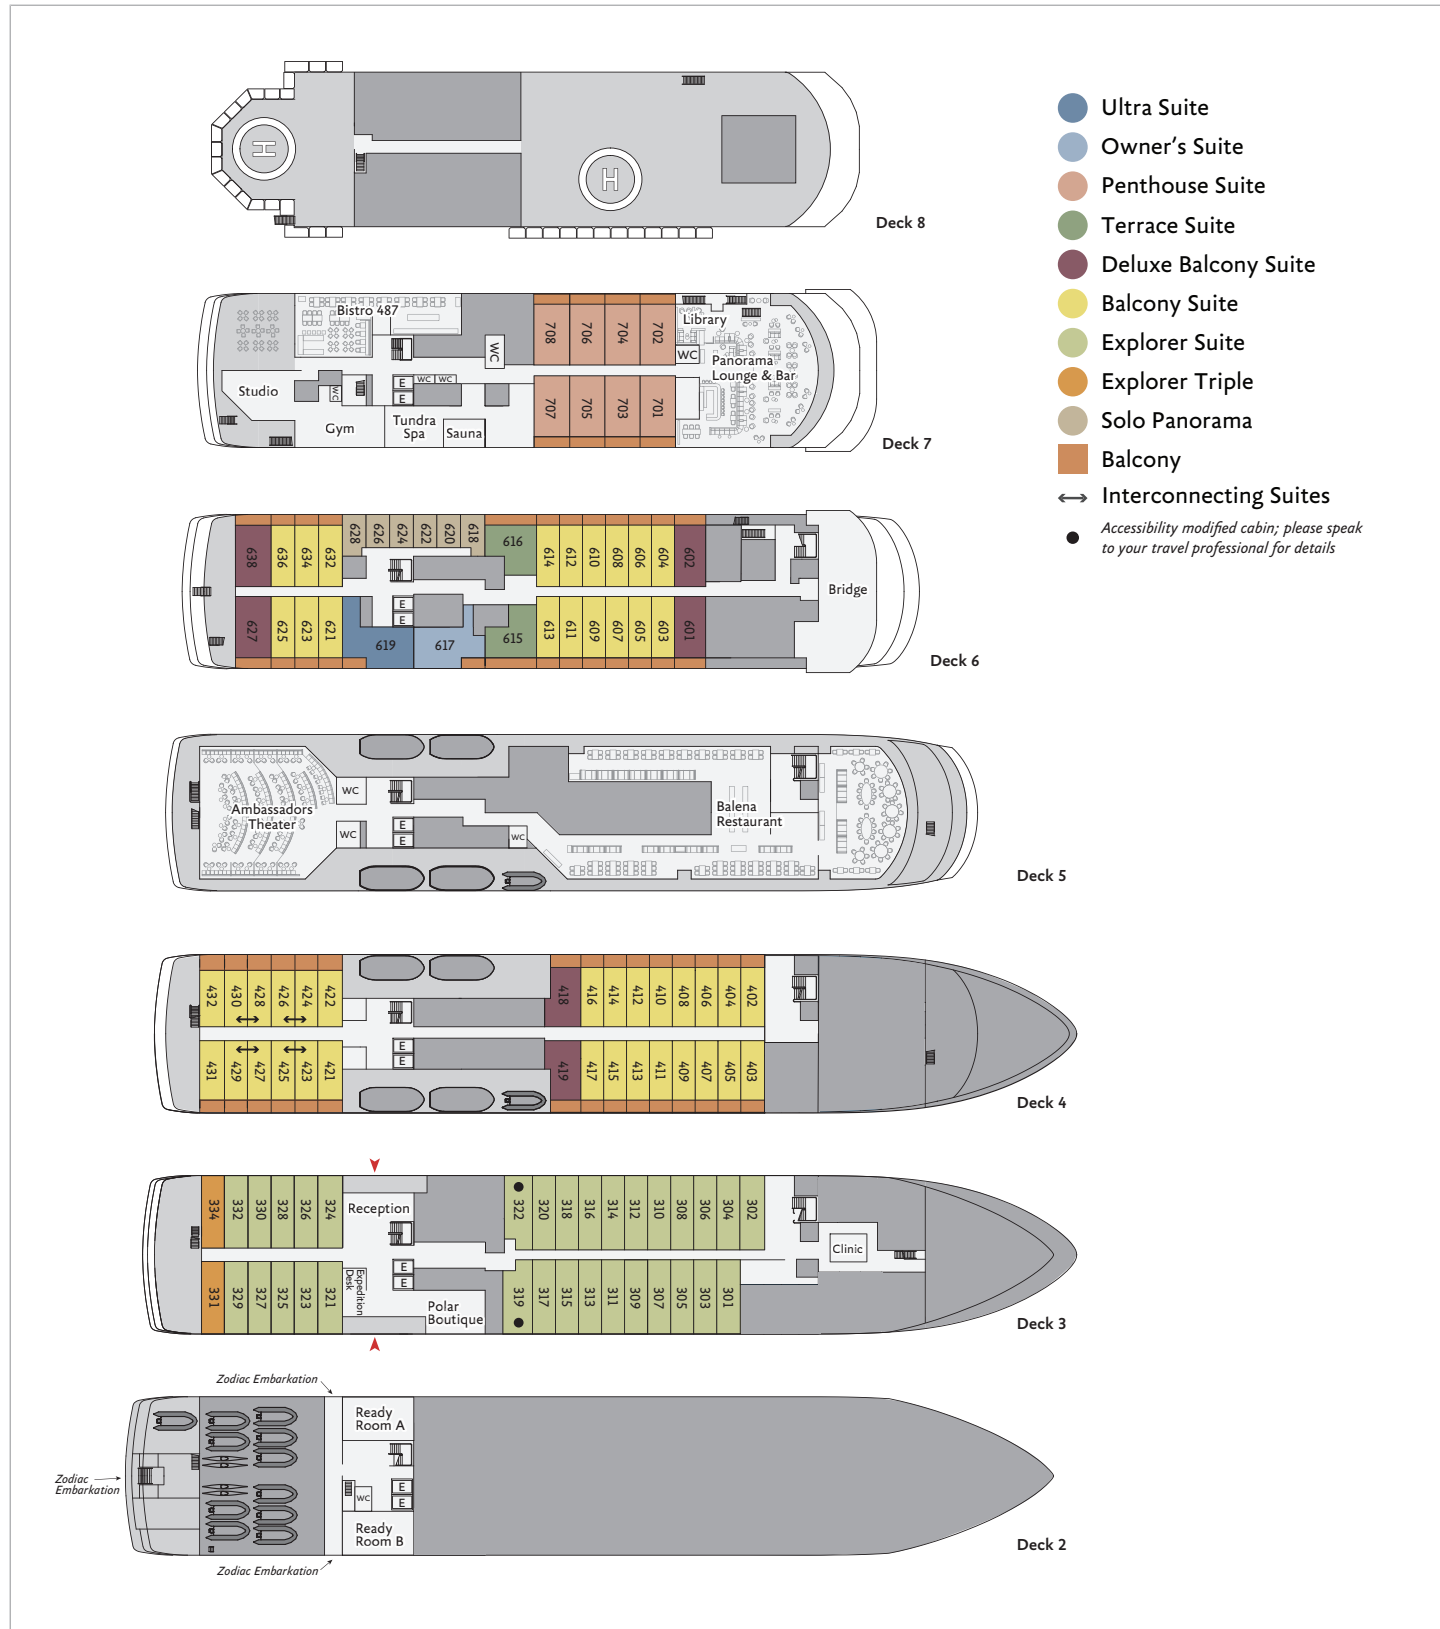 H
H
Deck 8
Ultra Suite
Owner's Suite
Penthouse Suite
Terrace Suite
Deluxe Balcony Suite
Balcony Suite
Explorer Suite
Explorer Triple
Solo Panorama
Balcony
Interconnecting Suites
Accessibility modified cabin; please speak
to your travel professional for details
Bistro 487
WC
708
706
704
702
Library
WC
Panorama
Lounge & Bar
Studio
WC
E
E
WC
WC
Gym
Tundra
Spa
Sauna
707
705
703
701
Deck 7
638
636
634
632
628
626
624
622
620
618
616
614
612
610
608
606
604
602
Bridge
E
E
627
625
623
621
619
617
615
613
611
609
607
605
603
601
Deck 6
Ambassadors
Theater
WC
WC
E
E
WC
Balena
Restaurant
Deck 5
432
430
428
426
424
422
418
416
414
412
410
408
406
404
402
E
E
431
429
427
425
423
421
419
417
415
413
411
409
407
405
403
Deck 4
334
332
330
328
326
324
Reception
322
320
318
316
314
312
310
308
306
304
302
Clinic
E
E
331
329
327
325
323
321
Expedition
Desk
Polar
Boutique
319
317
315
313
311
309
307
305
303
301
Deck 3
Zodiac Embarkation
Ready
Room A
Zodiac
Embarkation
WC
E
E
Ready
Room B
Zodiac Embarkation
Deck 2